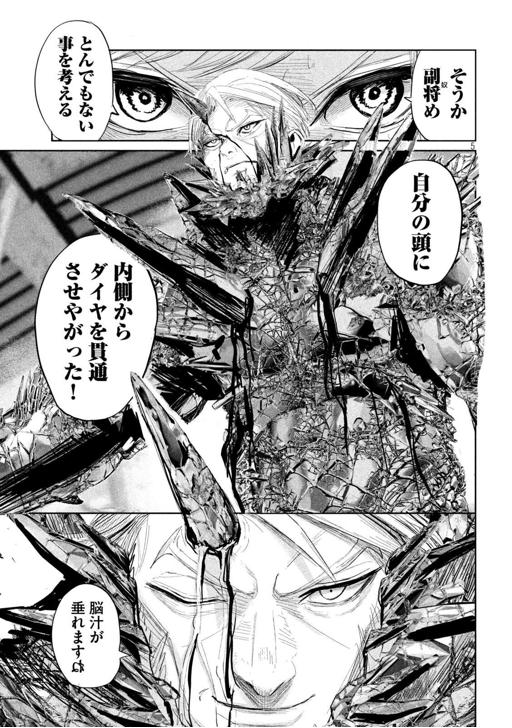 そうか
副将め
奴
とんでもない
事を考える
5
自分の頭に
内側から
ダイヤを貫通
させやがった!
脳汁が
垂れますね